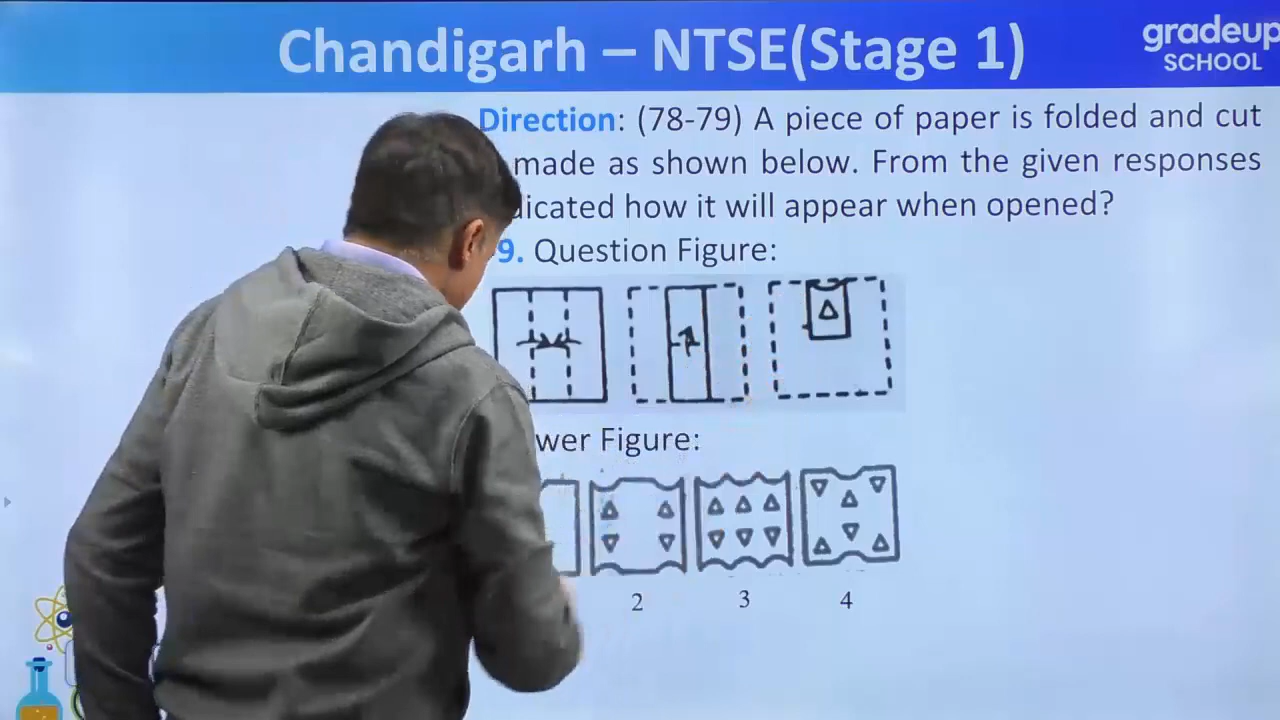 Chandigarh – NTSE(Stage 1)
gradeup
SCHOOL
Direction: (78-79) A piece of paper is folded and cut
made as shown below. From the given responses
dicated how it will appear when opened?
9. Question Figure:
wer Figure:
2 3 4